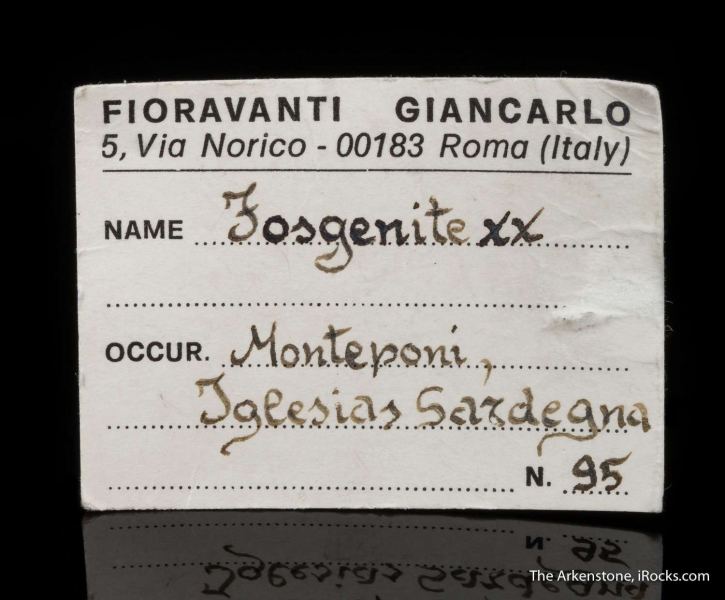 FIORAVANTI GIANCARLO
5, Via Norico - 00183 Roma (Italy)
NAME Fosgenite xx
OCCUR. Monteponi,
Iglesias Sardegna
N. 95
The Arkenstone, iRocks.com